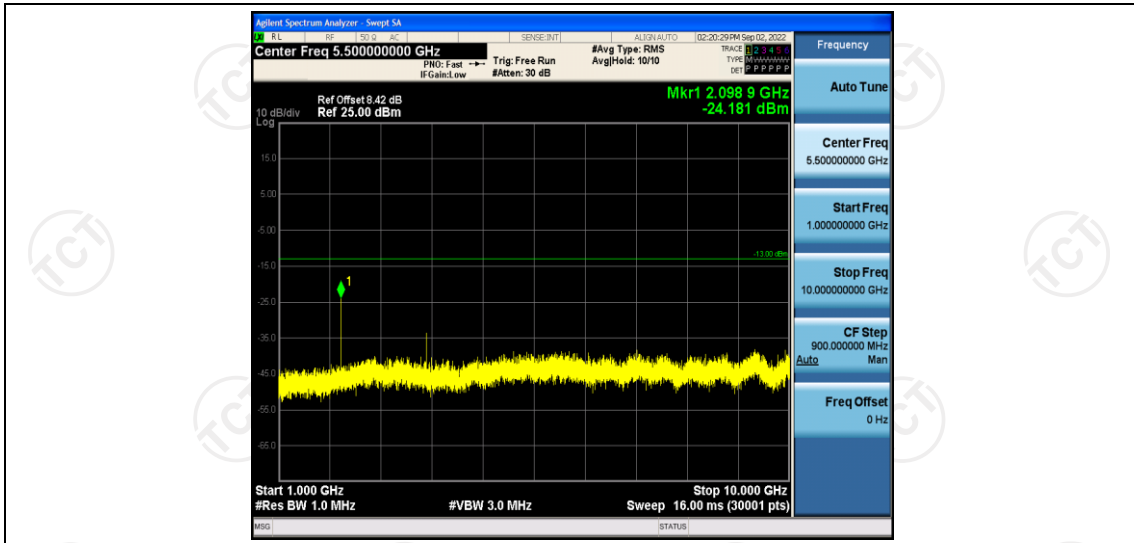 Agilent Spectrum Analyzer - Swept SA
RL RF 50 Ω AC SENSE:INT ALIGN AUTO 02:20:29 PM Sep 02, 2022
Center Freq 5.500000000 GHz
PNO: Fast
IFGain:Low
Trig: Free Run
#Atten: 30 dB
#Avg Type: RMS
Avg|Hold: 10/10
TRACE 1 2 3 4 5 6
TYPE M
DET P P P P P P
Mkr1 2.098 9 GHz
-24.181 dBm
Ref Offset 8.42 dB
10 dB/div Ref 25.00 dBm
Log
15.0
5.00
-5.00
-13.00 dBm
-15.0
1
-25.0
-35.0
-45.0
-55.0
-65.0
Start 1.000 GHz Stop 10.000 GHz
#Res BW 1.0 MHz #VBW 3.0 MHz Sweep 16.00 ms (30001 pts)
MSG STATUS
Frequency
Auto Tune
Center Freq
5.500000000 GHz
Start Freq
1.000000000 GHz
Stop Freq
10.000000000 GHz
CF Step
900.000000 MHz
Auto Man
Freq Offset
0 Hz
TCT
TCT
TCT
TCT
TCT
TCT